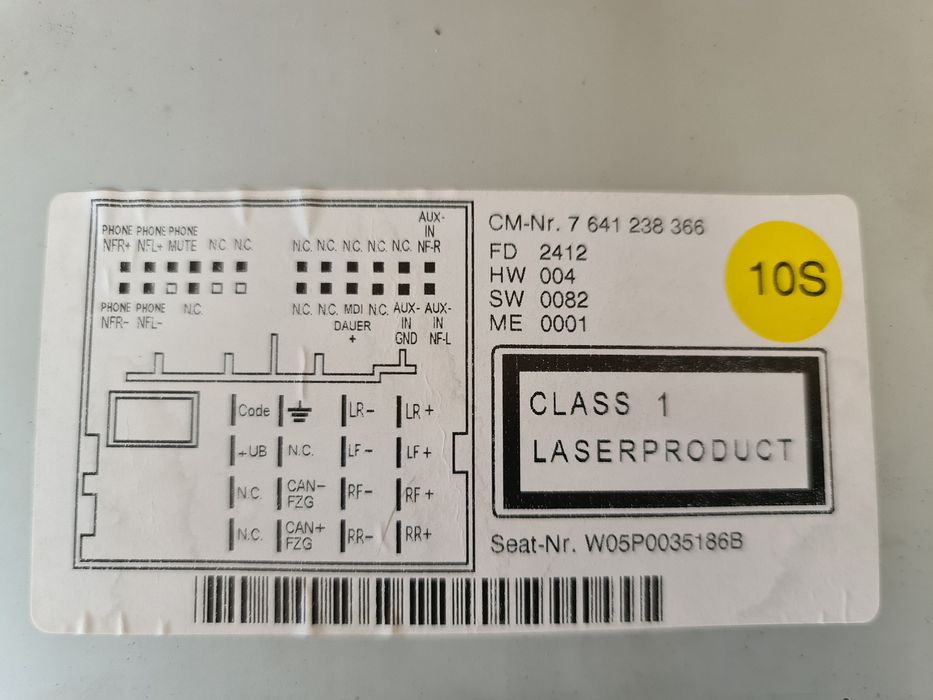 AUX-
PHONE PHONE PHONE IN
NFR+ NFL+ MUTE N.C. N.C. N.C. N.C. N.C. N.C. N.C. NF-R
PHONE PHONE N.C. N.C. N.C. MDI N.C. AUX- AUX-
NFR- NFL- DAUER IN IN
+ GND NF-L
Code LR- LR+
+UB N.C. LF- LF+
N.C. CAN- RF- RF+
FZG
N.C. CAN+ RR- RR+
FZG
CM-Nr. 7 641 238 366
FD 2412
HW 004
SW 0082
ME 0001
10S
CLASS 1
LASERPRODUCT
Seat-Nr. W05P0035186B